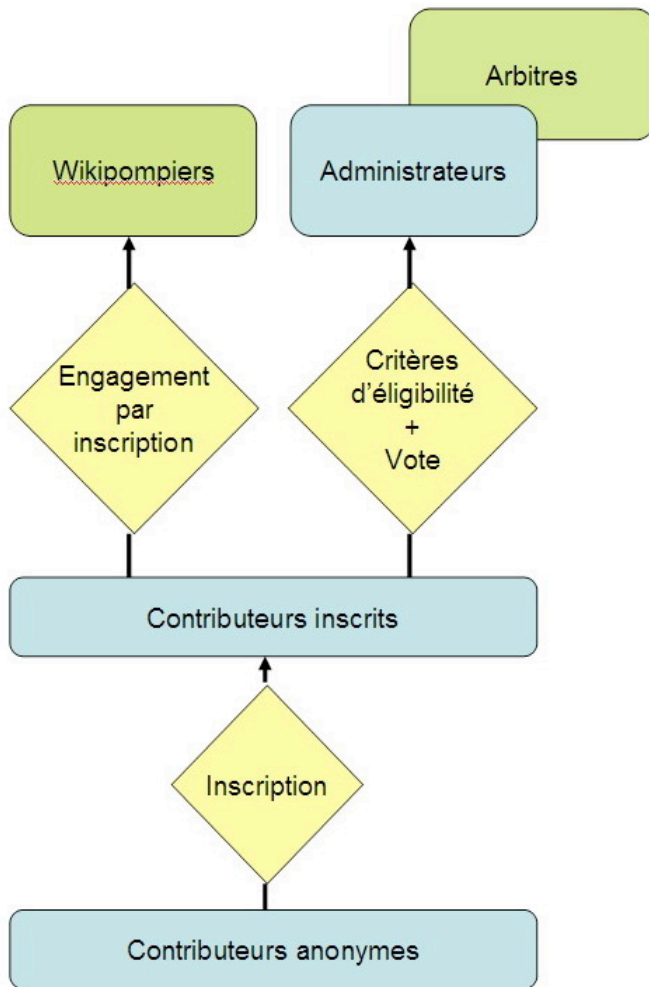 Arbitres
Wikipompiers
Administrateurs
Engagement
par
inscription
Critères
d'éligibilité
+
Vote
Contributeurs inscrits
Inscription
Contributeurs anonymes